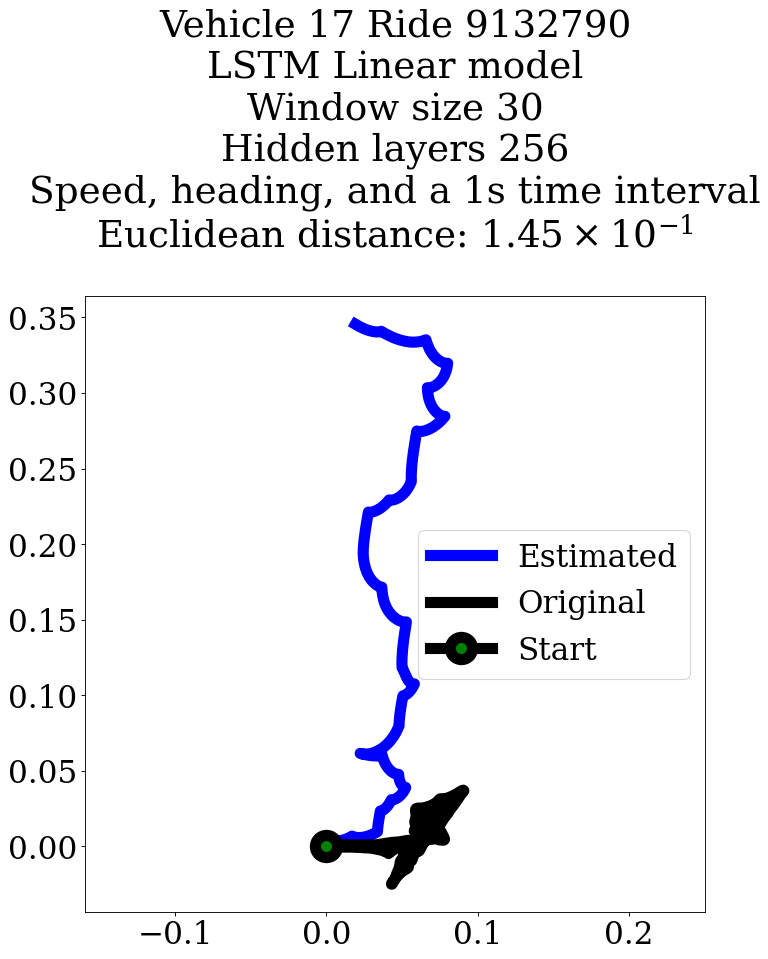 Vehicle 17 Ride 9132790
LSTM Linear model
Window size 30
Hidden layers 256
Speed, heading, and a 1s time interval
Euclidean distance: 1.45 × 10⁻¹
0.35
0.30
0.25
0.20
0.15
0.10
0.05
0.00
Estimated
Original
Start
−0.1
0.0
0.1
0.2